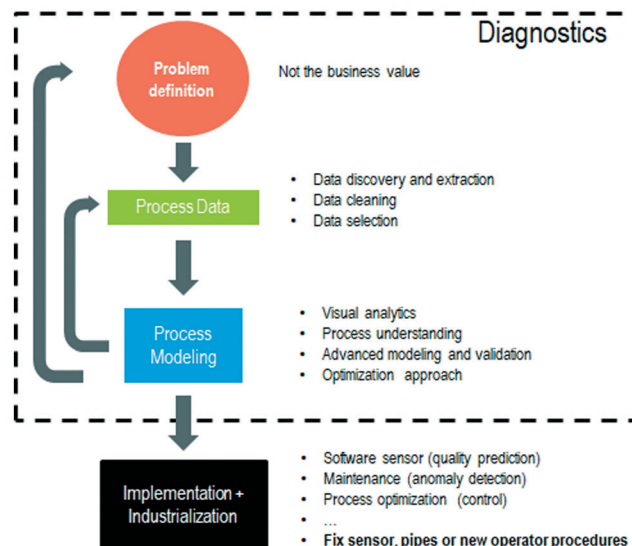 Diagnostics
Problem
definition
Not the business value
Process Data
• Data discovery and extraction
• Data cleaning
• Data selection
Process
Modeling
• Visual analytics
• Process understanding
• Advanced modeling and validation
• Optimization approach
Implementation +
Industrialization
• Software sensor (quality prediction)
• Maintenance (anomaly detection)
• Process optimization (control)
• ...
• Fix sensor, pipes or new operator procedures